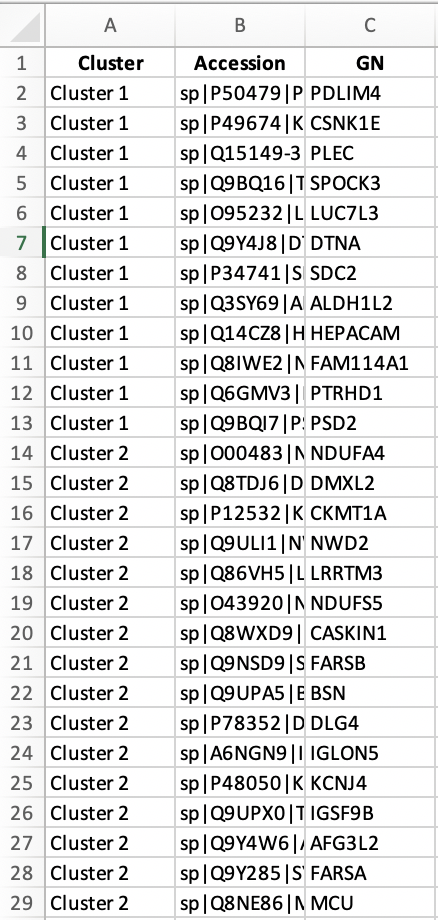 A B C
1 Cluster Accession GN
2 Cluster 1 sp|P50479|P PDLIM4
3 Cluster 1 sp|P49674|K CSNK1E
4 Cluster 1 sp|Q15149-3 PLEC
5 Cluster 1 sp|Q9BQ16|T SPOCK3
6 Cluster 1 sp|O95232|L LUC7L3
7 Cluster 1 sp|Q9Y4J8|D DTNA
8 Cluster 1 sp|P34741|S SDC2
9 Cluster 1 sp|Q3SY69|A ALDH1L2
10 Cluster 1 sp|Q14CZ8|H HEPACAM
11 Cluster 1 sp|Q8IWE2|N FAM114A1
12 Cluster 1 sp|Q6GMV3| PTRHD1
13 Cluster 1 sp|Q9BQI7|P PSD2
14 Cluster 2 sp|O00483|N NDUFA4
15 Cluster 2 sp|Q8TDJ6|D DMXL2
16 Cluster 2 sp|P12532|K CKMT1A
17 Cluster 2 sp|Q9ULI1|N NWD2
18 Cluster 2 sp|Q86VH5|L LRRTM3
19 Cluster 2 sp|O43920|N NDUFS5
20 Cluster 2 sp|Q8WXD9| CASKIN1
21 Cluster 2 sp|Q9NSD9|S FARSB
22 Cluster 2 sp|Q9UPA5|B BSN
23 Cluster 2 sp|P78352|D DLG4
24 Cluster 2 sp|A6NGN9|I IGLON5
25 Cluster 2 sp|P48050|K KCNJ4
26 Cluster 2 sp|Q9UPX0|T IGSF9B
27 Cluster 2 sp|Q9Y4W6| AFG3L2
28 Cluster 2 sp|Q9Y285|S FARSA
29 Cluster 2 sp|Q8NE86|M MCU